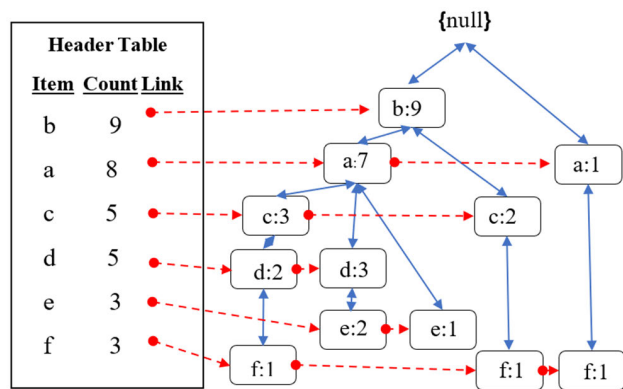 {null}
Header Table
Item Count Link
b 9
a 8
c 5
d 5
e 3
f 3
b:9
a:7
a:1
c:3
c:2
d:2
d:3
e:2
e:1
f:1
f:1
f:1